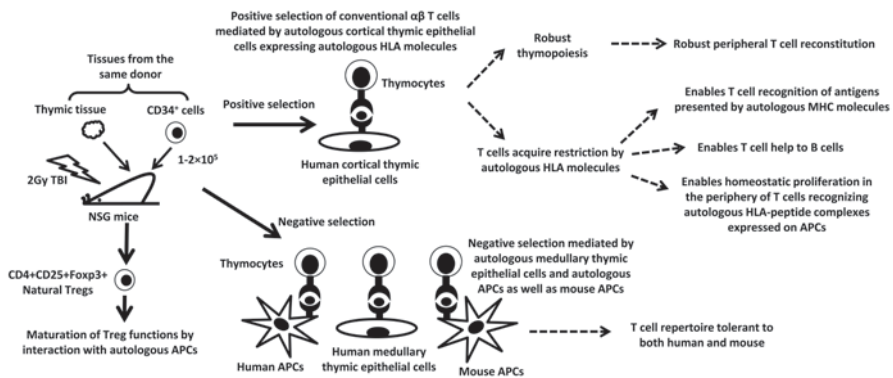 Tissues from the
same donor
Thymic tissue
CD34⁺ cells
1-2×10⁵
2Gy TBI
NSG mice
CD4+CD25+Foxp3+
Natural Tregs
Maturation of Treg functions by
interaction with autologous APCs
Positive selection
Positive selection of conventional αβ T cells
mediated by autologous cortical thymic epithelial
cells expressing autologous HLA molecules
Thymocytes
Human cortical thymic
epithelial cells
Robust
thymopoiesis
Robust peripheral T cell reconstitution
T cells acquire restriction by
autologous HLA molecules
Enables T cell recognition of antigens
presented by autologous MHC molecules
Enables T cell help to B cells
Enables homeostatic proliferation
in the periphery of T cells recognizing
autologous HLA-peptide complexes
expressed on APCs
Negative selection
Thymocytes
Human APCs
Human medullary
thymic epithelial cells
Mouse APCs
Negative selection mediated by
autologous medullary thymic
epithelial cells and autologous
APCs as well as mouse APCs
T cell repertoire tolerant to
both human and mouse